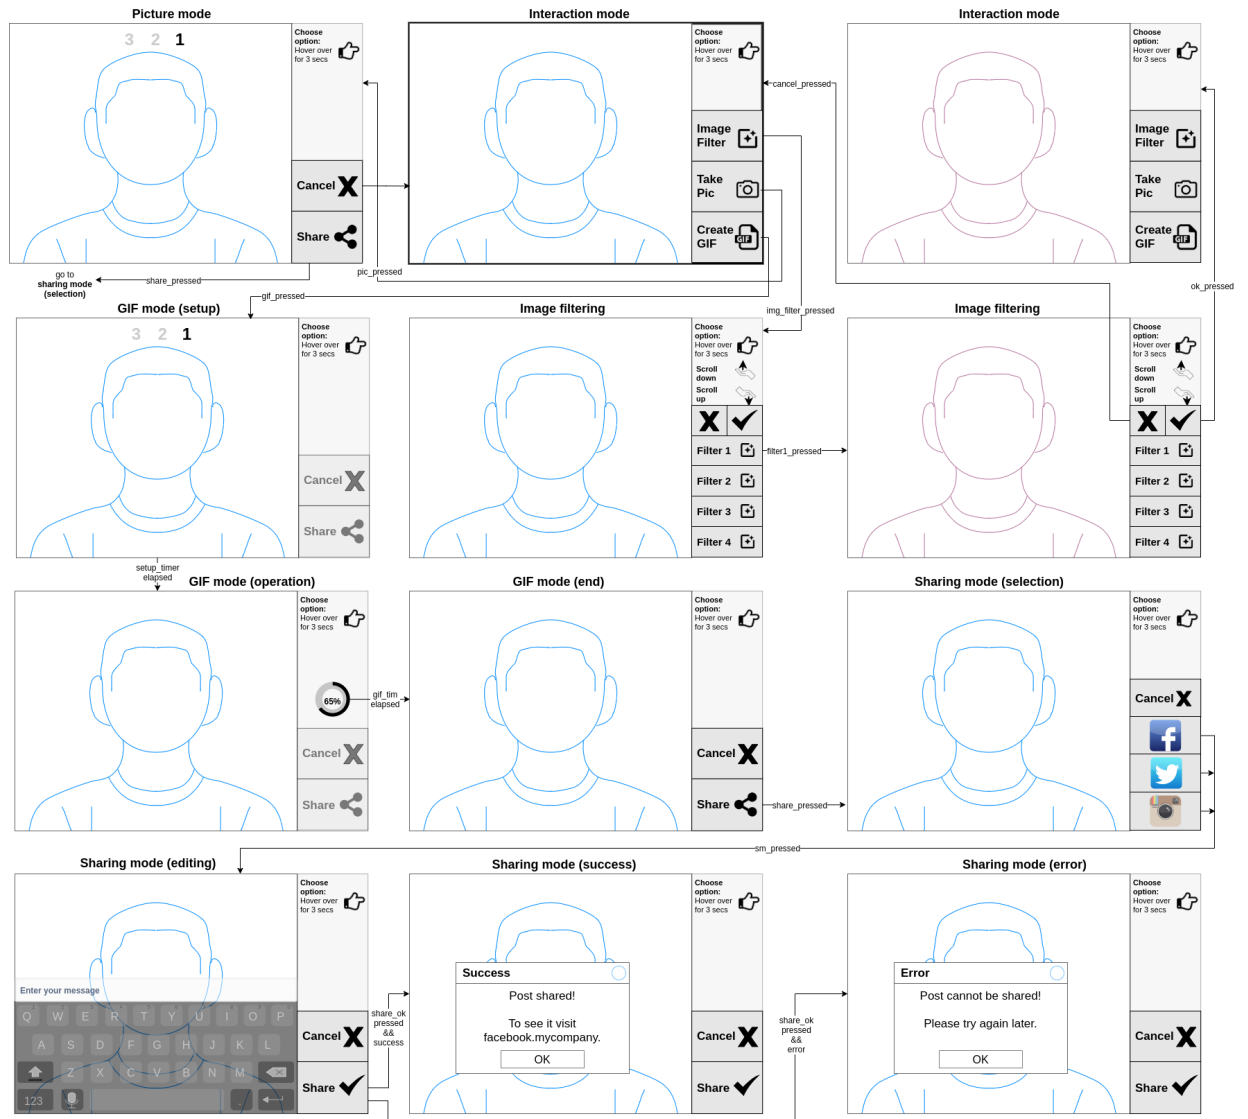 Picture mode
3 2 1
Choose
option:
Hover over
for 3 secs
Cancel
Share
go to
sharing mode
(selection)
share_pressed
Interaction mode
Choose
option:
Hover over
for 3 secs
Image
Filter
Take
Pic
Create
GIF
GIF
cancel_pressed
pic_pressed
gif_pressed
img_filter_pressed
Interaction mode
Choose
option:
Hover over
for 3 secs
Image
Filter
Take
Pic
Create
GIF
GIF
ok_pressed
GIF mode (setup)
3 2 1
Choose
option:
Hover over
for 3 secs
Cancel
Share
setup_timer
elapsed
Image filtering
Choose
option:
Hover over
for 3 secs
Scroll
down
Scroll
up
Filter 1
Filter 2
Filter 3
Filter 4
filter1_pressed
Image filtering
Choose
option:
Hover over
for 3 secs
Scroll
down
Scroll
up
Filter 1
Filter 2
Filter 3
Filter 4
GIF mode (operation)
Choose
option:
Hover over
for 3 secs
65%
Cancel
Share
gif_tim
elapsed
GIF mode (end)
Choose
option:
Hover over
for 3 secs
Cancel
Share
share_pressed
Sharing mode (selection)
Choose
option:
Hover over
for 3 secs
Cancel
f
sm_pressed
Sharing mode (editing)
Choose
option:
Hover over
for 3 secs
Enter your message
Q W E R T Y U I O P
A S D F G H J K L
Z X C V B N M
123 .
Cancel
Share
share_ok
pressed
&&
success
Sharing mode (success)
Choose
option:
Hover over
for 3 secs
Success
Post shared!
To see it visit
facebook.mycompany.
OK
Cancel
Share
share_ok
pressed
&&
error
Sharing mode (error)
Choose
option:
Hover over
for 3 secs
Error
Post cannot be shared!
Please try again later.
OK
Cancel
Share